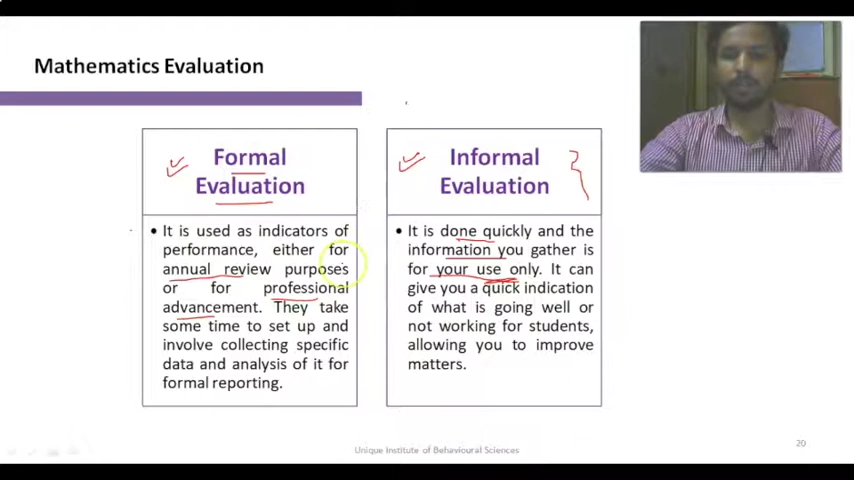 Mathematics Evaluation
Formal
Evaluation
• It is used as indicators of
performance, either for
annual review purposes
or for professional
advancement. They take
some time to set up and
involve collecting specific
data and analysis of it for
formal reporting.
Informal
Evaluation
• It is done quickly and the
information you gather is
for your use only. It can
give you a quick indication
of what is going well or
not working for students,
allowing you to improve
matters.
Unique Institute of Behavioural Sciences
20